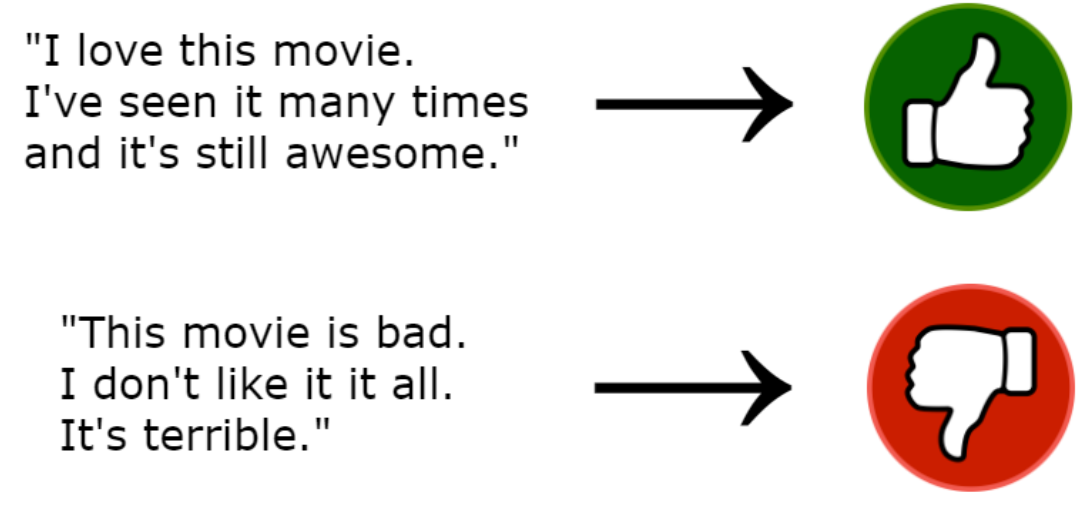 "I love this movie.
I've seen it many times
and it's still awesome."
"This movie is bad.
I don't like it it all.
It's terrible."